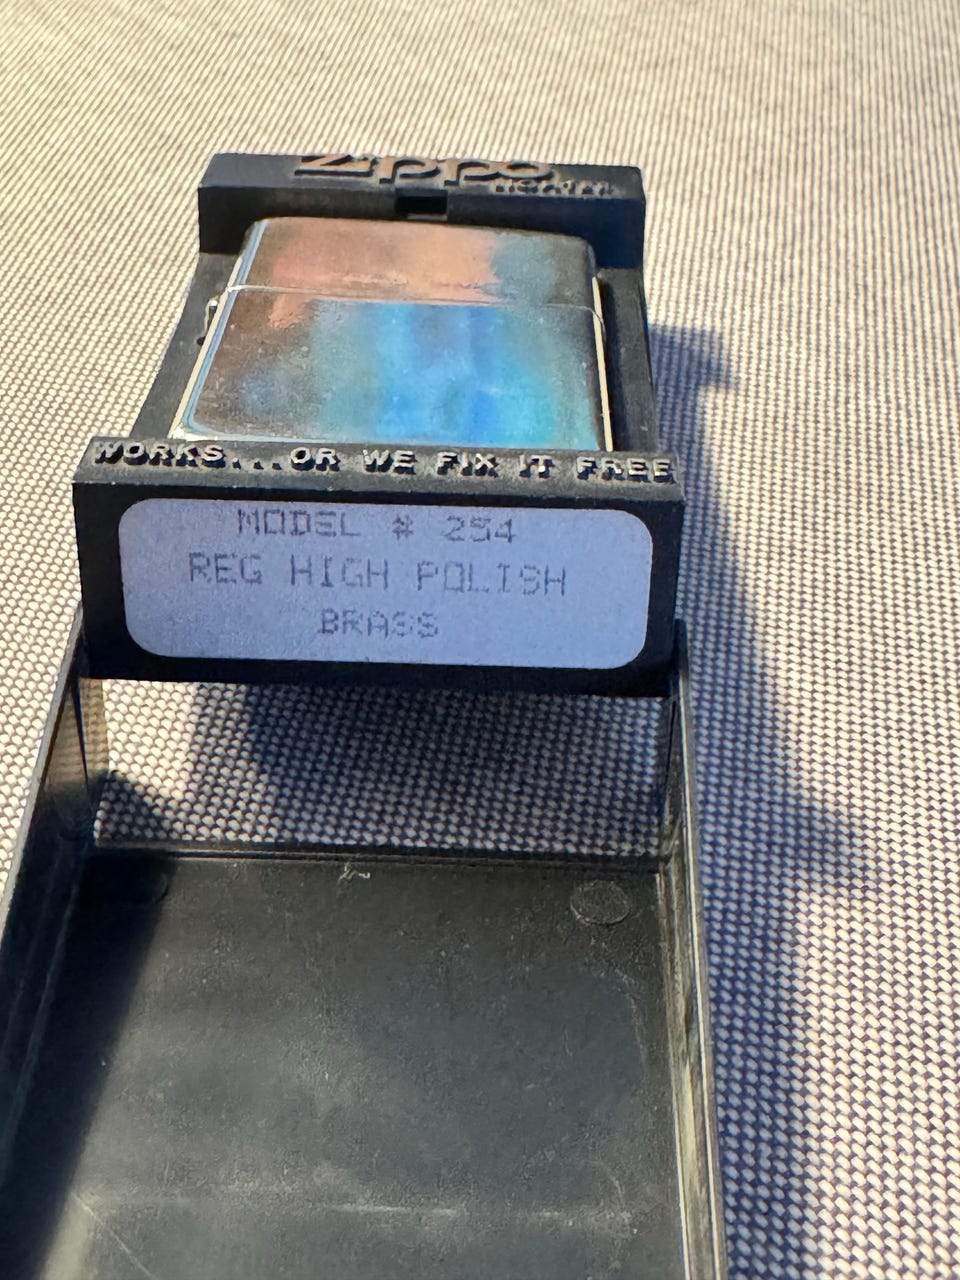 Zippo
WORKS...OR WE FIX IT FREE
MODEL # 254
REG HIGH POLISH
BRASS